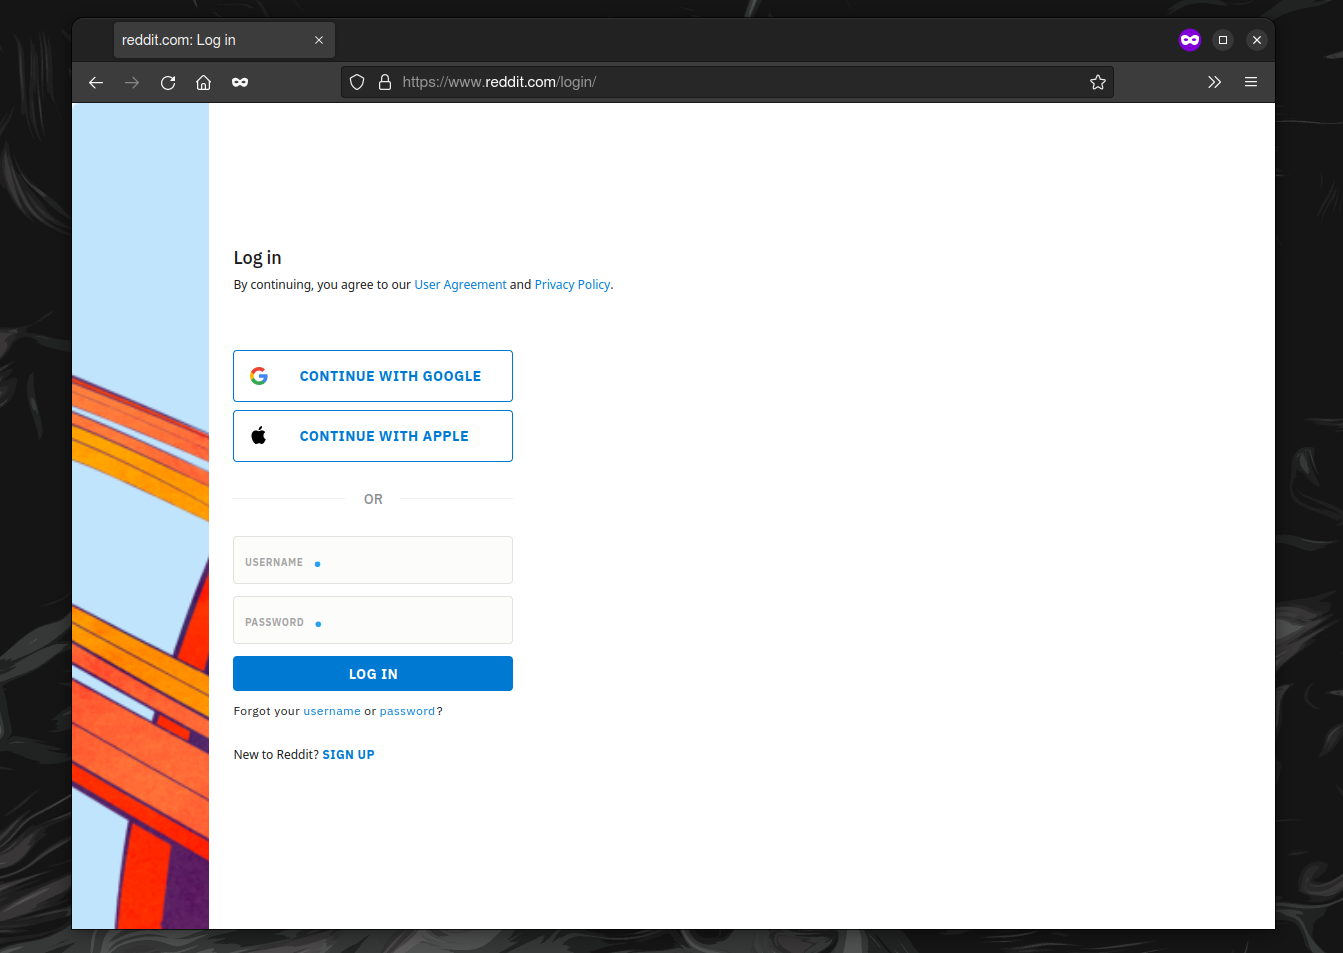 reddit.com: Log in
https://www.reddit.com/login/
Log in
By continuing, you agree to our User Agreement and Privacy Policy.
CONTINUE WITH GOOGLE
CONTINUE WITH APPLE
OR
USERNAME
PASSWORD
LOG IN
Forgot your username or password?
New to Reddit? SIGN UP